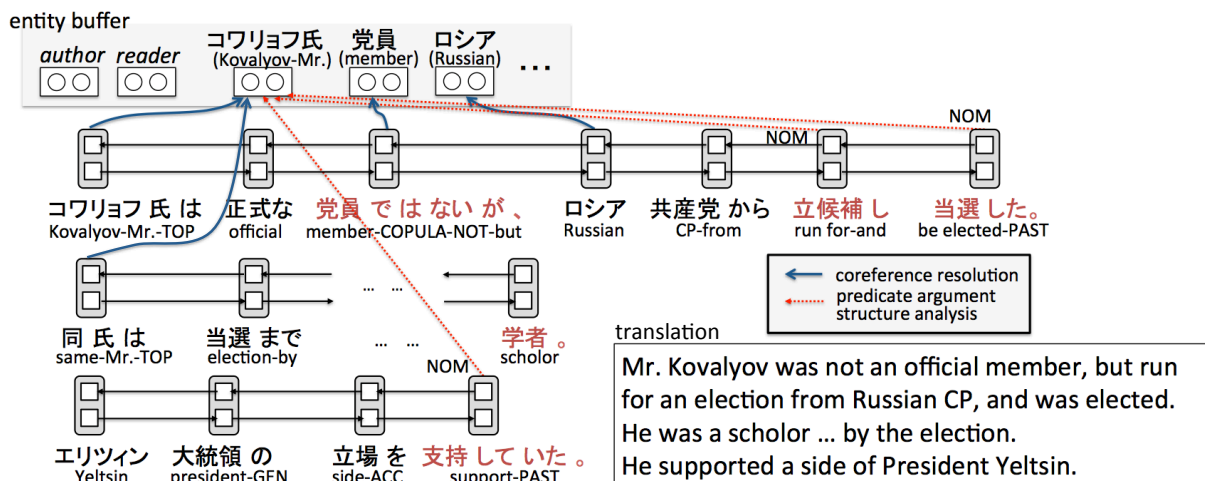 entity buffer
author reader コワリョフ氏 党員 ロシア
(Kovalyov-Mr.) (member) (Russian) ...
NOM
NOM
コワリョフ 氏 は 正式な 党員 で は ない が 、 ロシア 共産党 から 立候補 し 当選 した。
Kovalyov-Mr.-TOP official member-COPULA-NOT-but Russian CP-from run for-and be elected-PAST
... ...
同 氏 は 当選 まで ... ... 学者 。
same-Mr.-TOP election-by scholor
NOM
エリツィン 大統領 の 立場 を 支持 して いた 。
Yeltsin president-GEN side-ACC support-PAST
coreference resolution
predicate argument
structure analysis
translation
Mr. Kovalyov was not an official member, but run
for an election from Russian CP, and was elected.
He was a scholor ... by the election.
He supported a side of President Yeltsin.